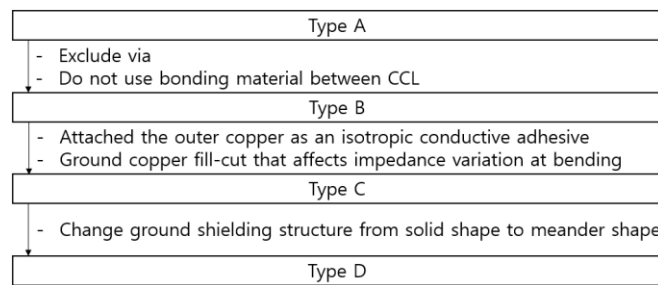 Type A
- Exclude via
- Do not use bonding material between CCL
Type B
- Attached the outer copper as an isotropic conductive adhesive
- Ground copper fill-cut that affects impedance variation at bending
Type C
- Change ground shielding structure from solid shape to meander shape
Type D